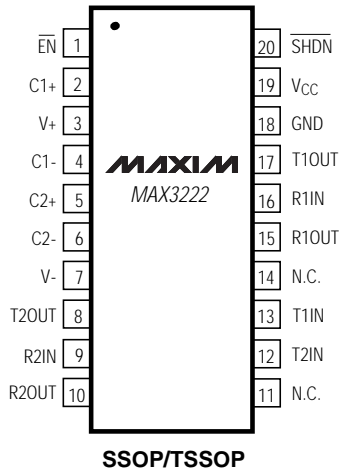 EN 1 20 SHDN
C1+ 2 19 VCC
V+ 3 18 GND
C1- 4 MAXIM 17 T1OUT
C2+ 5 MAX3222 16 R1IN
C2- 6 15 R1OUT
V- 7 14 N.C.
T2OUT 8 13 T1IN
R2IN 9 12 T2IN
R2OUT 10 11 N.C.
SSOP/TSSOP